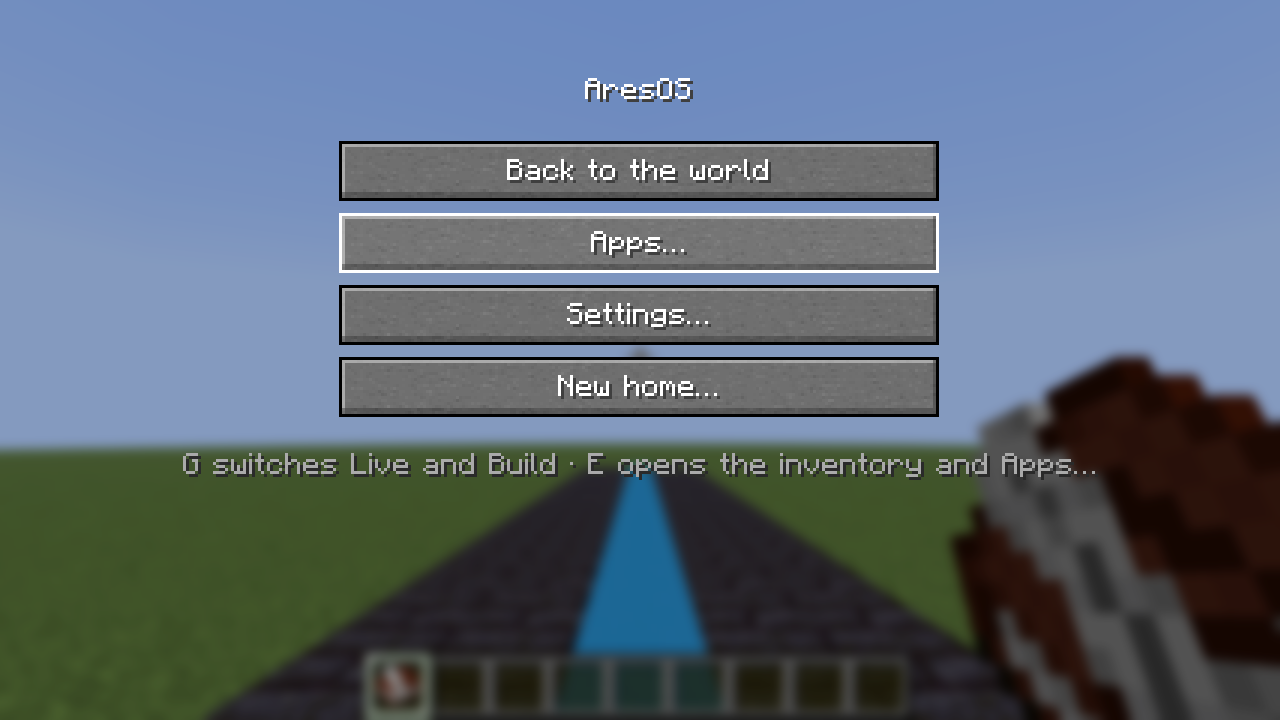 AresOS
Back to the world
Apps...
Settings...
New home...
G switches Live and Build · E opens the inventory and Apps...